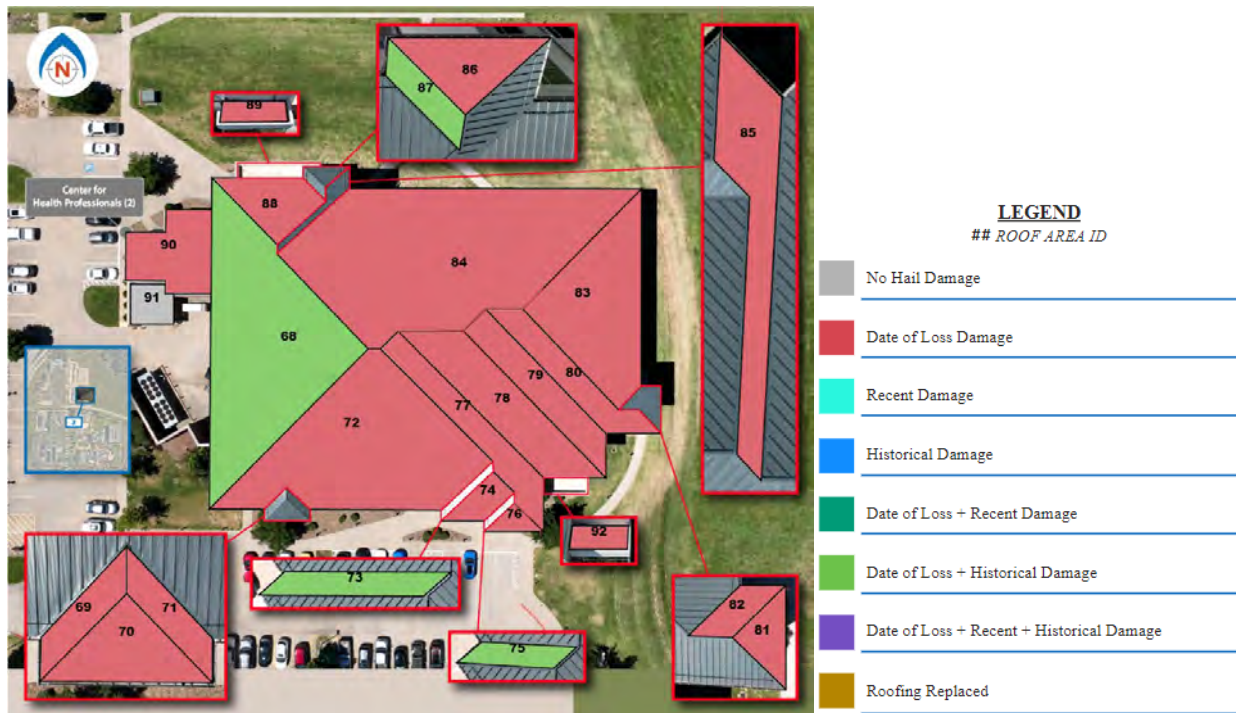 N
89
86
87
85
Center for
Health Professionals (2)
88
90
84
91
83
68
79
80
77
78
72
74
76
92
73
82
69
71
81
70
75
LEGEND
## ROOF AREA ID
No Hail Damage
Date of Loss Damage
Recent Damage
Historical Damage
Date of Loss + Recent Damage
Date of Loss + Historical Damage
Date of Loss + Recent + Historical Damage
Roofing Replaced